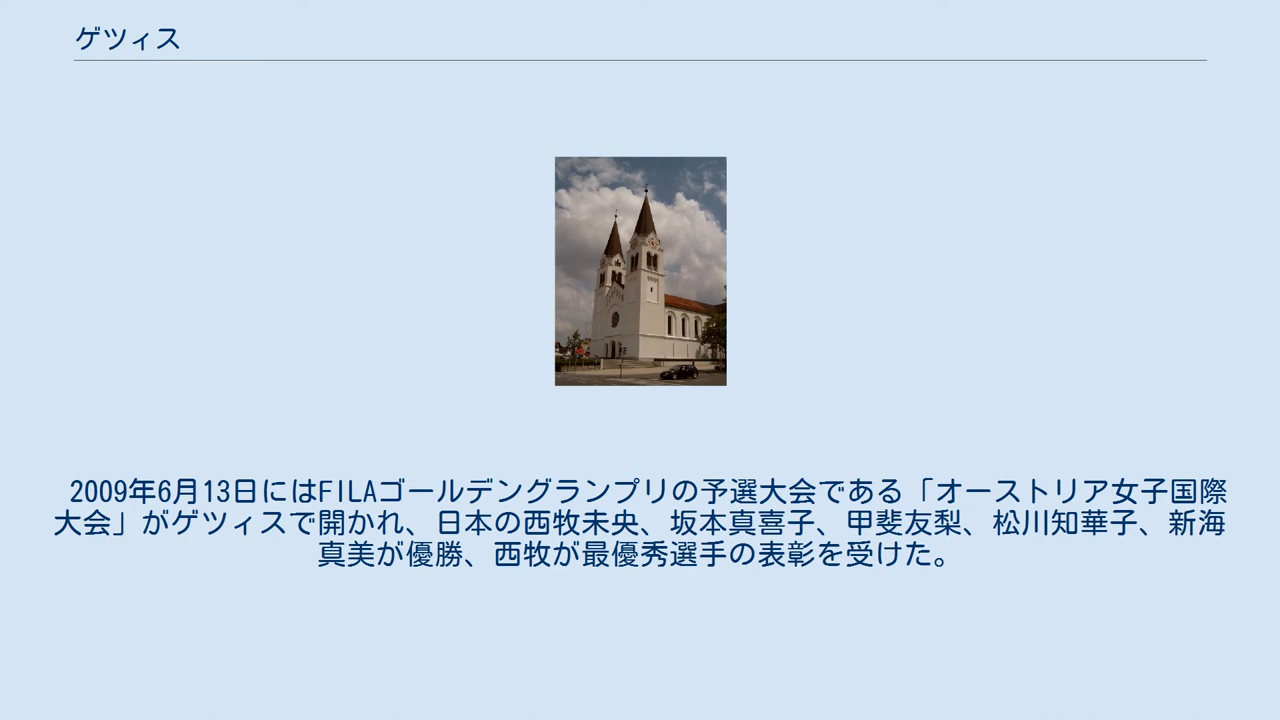 ゲツィス
2009年6月13日にはFILAゴールデングランプリの予選大会である「オーストリア女子国際
大会」がゲツィスで開かれ、日本の西牧未央、坂本真喜子、甲斐友梨、松川知華子、新海
真美が優勝、西牧が最優秀選手の表彰を受けた。